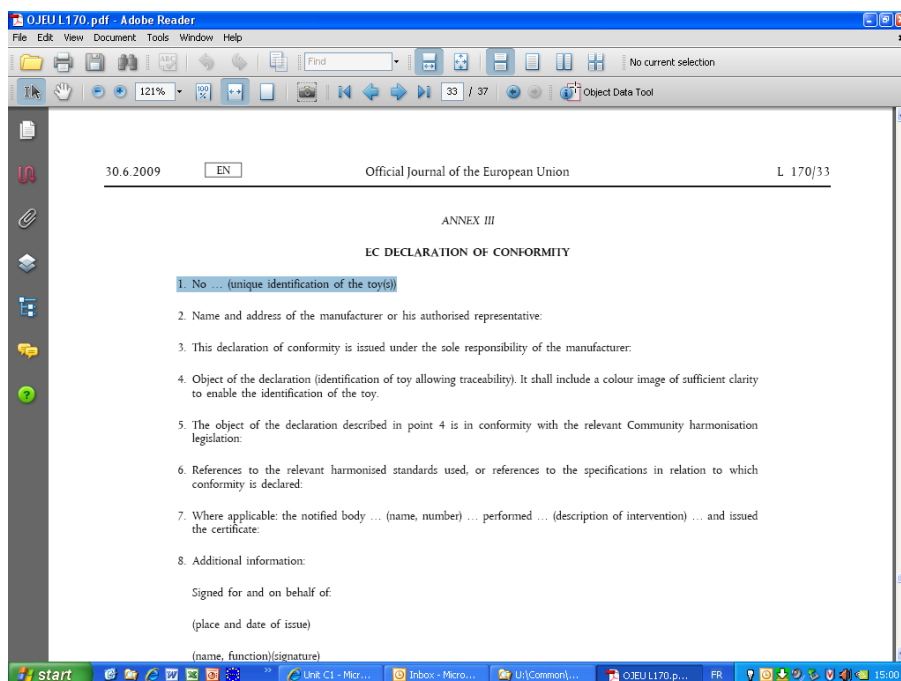 OJEU L170.pdf - Adobe Reader
File Edit View Document Tools Window Help
Find
No current selection
121%
33 / 37
Object Data Tool
30.6.2009 EN Official Journal of the European Union L 170/33
ANNEX III
EC DECLARATION OF CONFORMITY
1. No … (unique identification of the toy(s))
2. Name and address of the manufacturer or his authorised representative:
3. This declaration of conformity is issued under the sole responsibility of the manufacturer:
4. Object of the declaration (identification of toy allowing traceability). It shall include a colour image of sufficient clarity
to enable the identification of the toy.
5. The object of the declaration described in point 4 is in conformity with the relevant Community harmonisation
legislation:
6. References to the relevant harmonised standards used, or references to the specifications in relation to which
conformity is declared:
7. Where applicable: the notified body … (name, number) … performed … (description of intervention) … and issued
the certificate:
8. Additional information:
Signed for and on behalf of:
(place and date of issue)
(name, function)(signature)
start Unit C1 - Micr... Inbox - Micro... U:\Common\... OJEU L170.p... FR 15:00